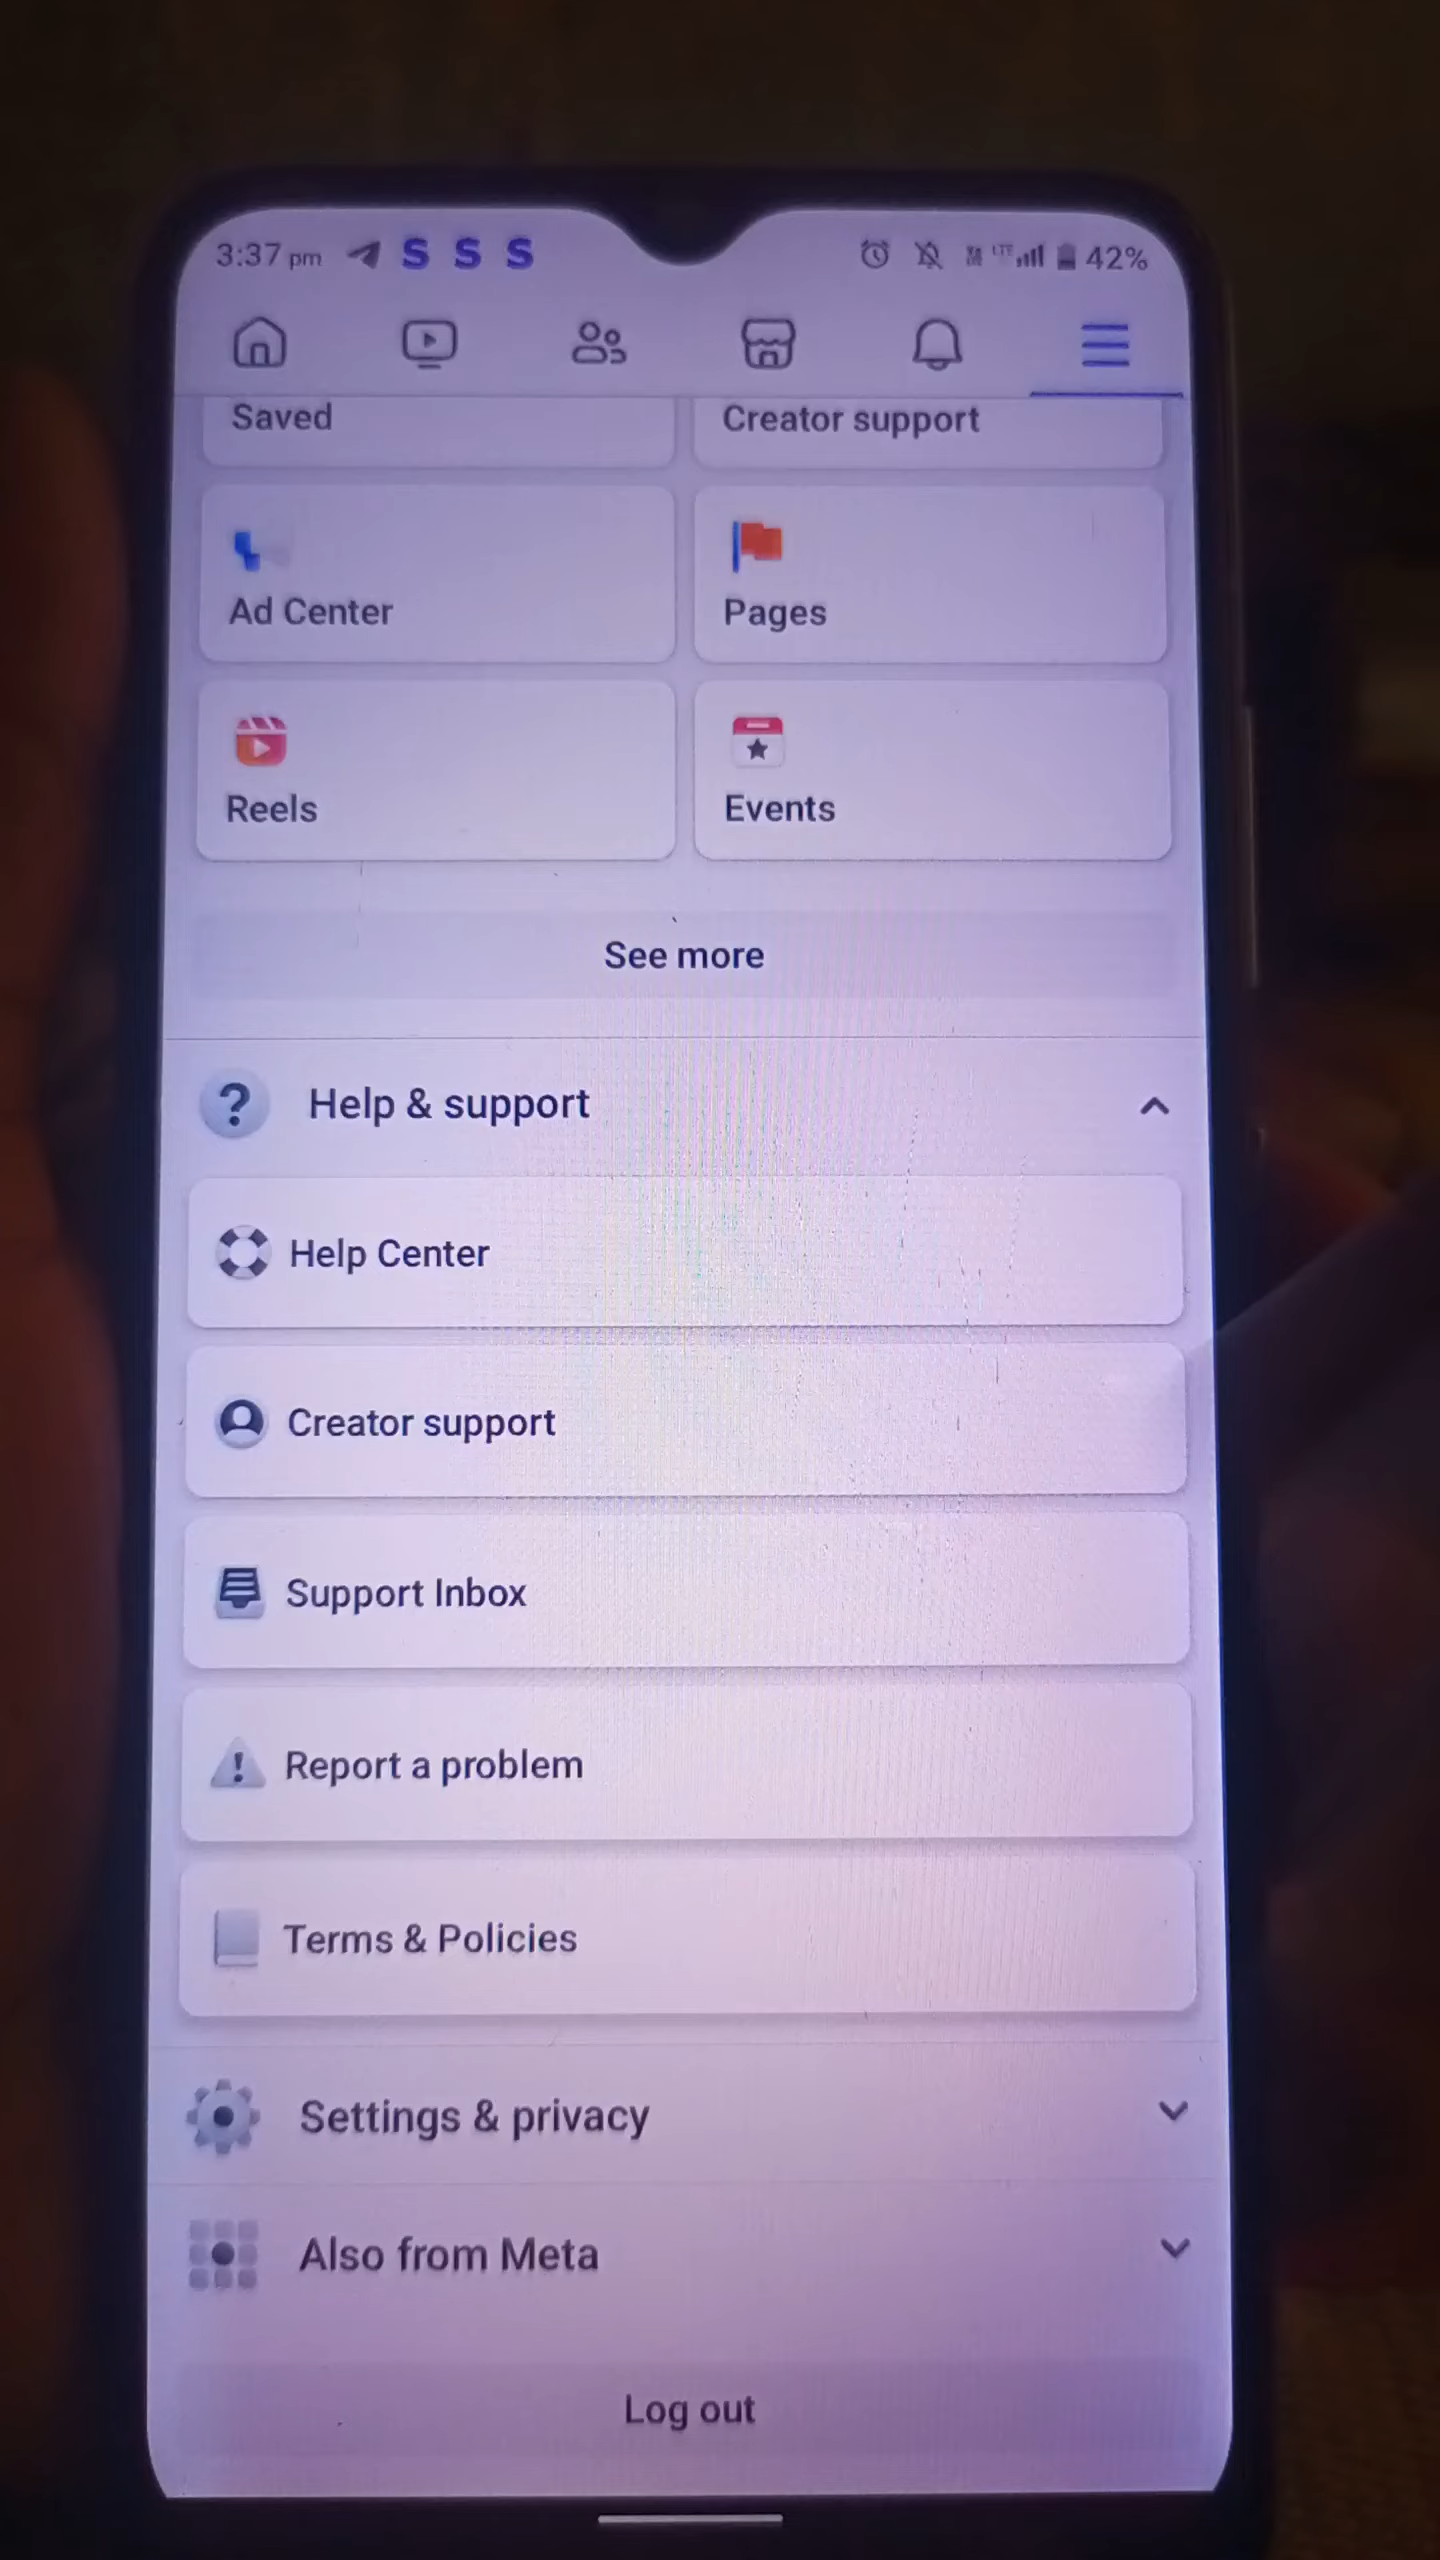 3:37 pm S S S LTE 42%
Saved Creator support
Ad Center Pages
Reels Events
See more
? Help & support
Help Center
Creator support
Support Inbox
! Report a problem
Terms & Policies
Settings & privacy
Also from Meta
Log out